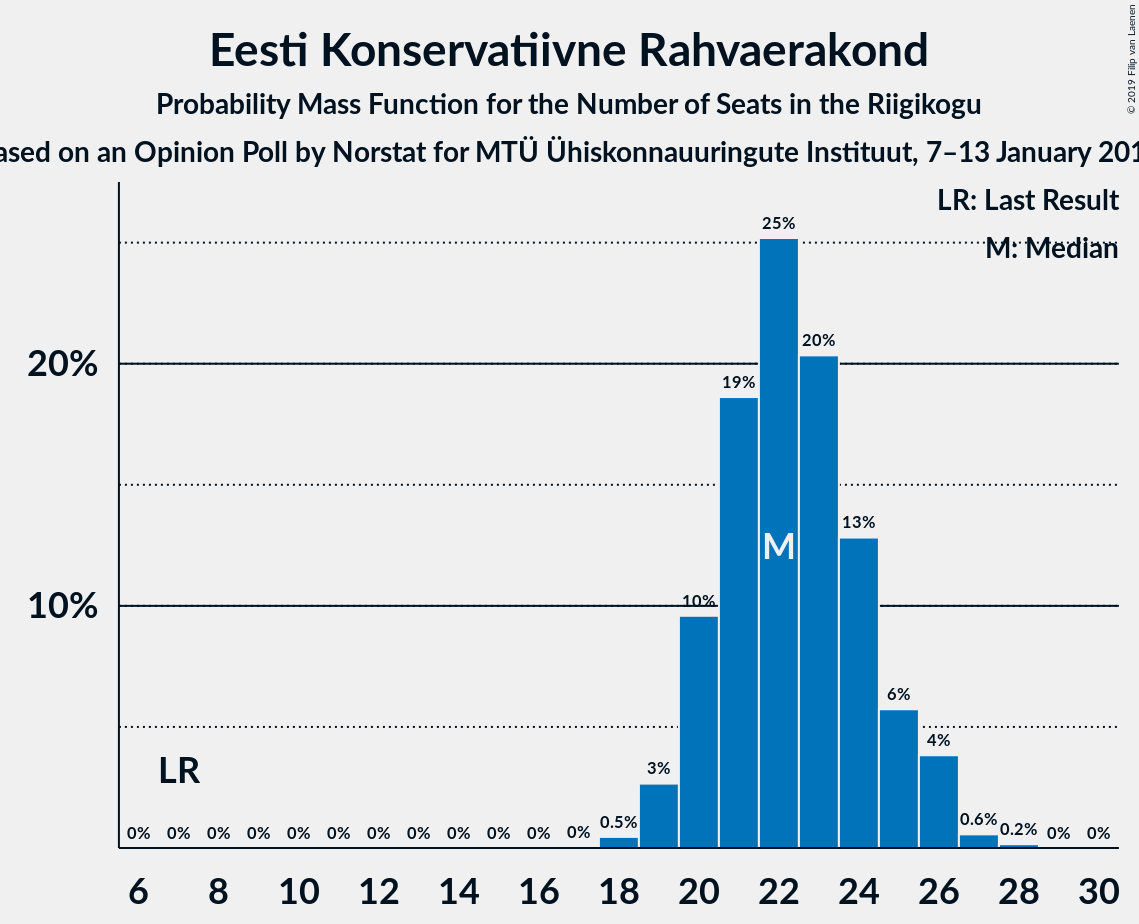 Eesti Konservatiivne Rahvaerakond
Probability Mass Function for the Number of Seats in the Riigikogu
ased on an Opinion Poll by Norstat for MTÜ Ühiskonnauuringute Instituut, 7–13 January 201
© 2019 Filip van Laenen
LR: Last Result
M: Median
25%
20%
20%
19%
13%
M
10%
10%
6%
4%
3%
LR
0% 0% 0% 0% 0% 0% 0% 0% 0% 0% 0% 0% 0.5% 0.6% 0.2% 0% 0%
6 8 10 12 14 16 18 20 22 24 26 28 30